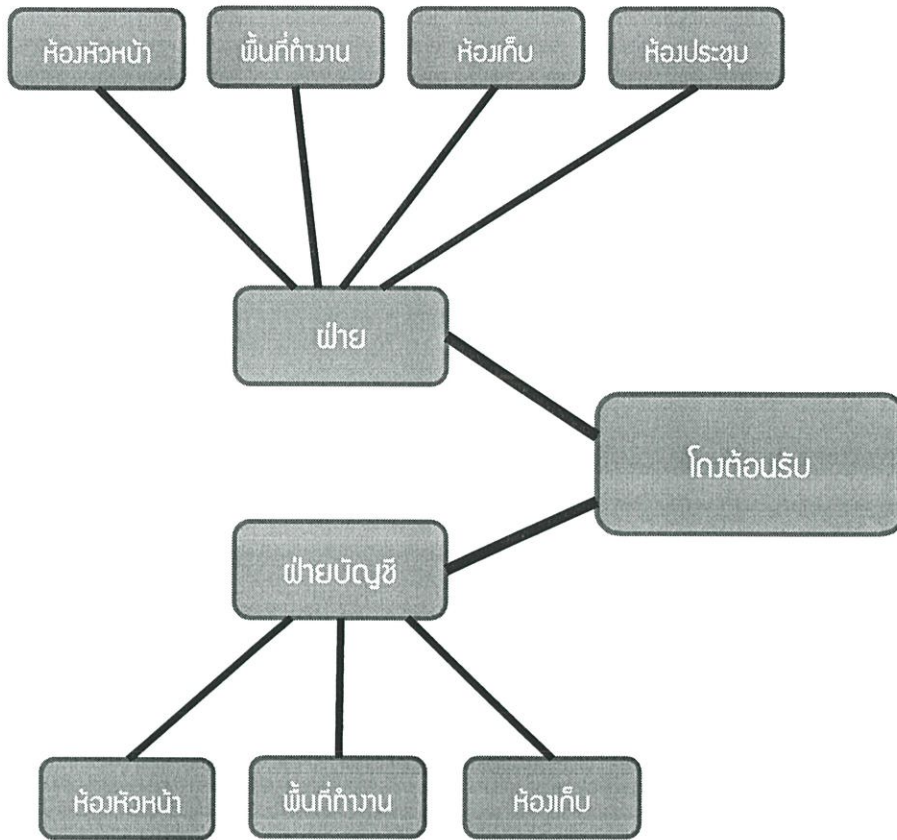 ห้องหัวหน้า
พื้นที่ทำงาน
ห้องเก็บ
ห้องประชุม
ฝ่าย
โถงต้อนรับ
ฝ่ายบัญชี
ห้องหัวหน้า
พื้นที่ทำงาน
ห้องเก็บ